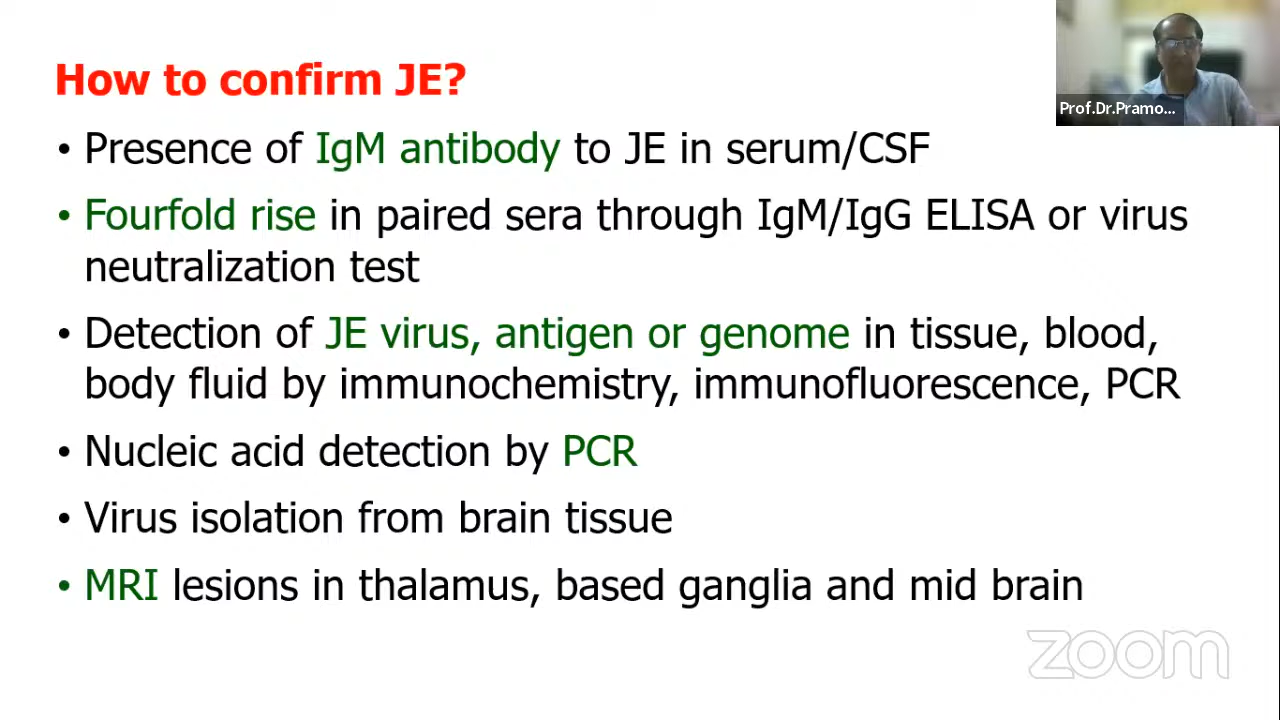 How to confirm JE?
Prof.Dr.Pramo...
• Presence of IgM antibody to JE in serum/CSF
• Fourfold rise in paired sera through IgM/IgG ELISA or virus
neutralization test
• Detection of JE virus, antigen or genome in tissue, blood,
body fluid by immunochemistry, immunofluorescence, PCR
• Nucleic acid detection by PCR
• Virus isolation from brain tissue
• MRI lesions in thalamus, based ganglia and mid brain
zoom